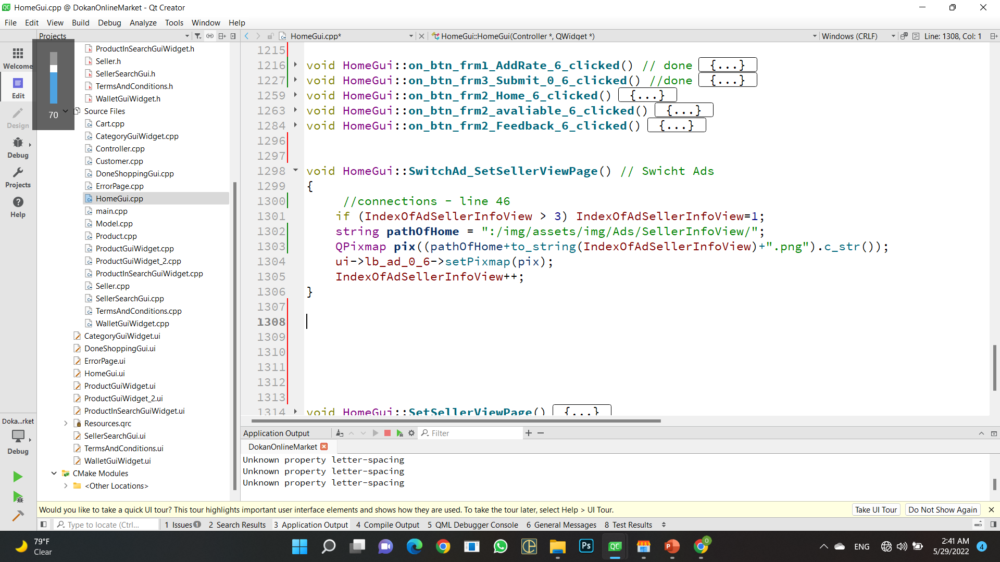 HomeGui.cpp @ DokanOnlineMarket - Qt Creator
File Edit View Build Debug Analyze Tools Window Help
Projects
HomeGui.cpp*
HomeGui::HomeGui(Controller *, QWidget *)
Windows (CRLF)
Line: 1308, Col: 1
Welcome
Edit
Design
Debug
Projects
Help
70
ProductInSearchGuiWidget.h
Seller.h
SellerSearchGui.h
TermsAndConditions.h
WalletGuiWidget.h
Source Files
Cart.cpp
CategoryGuiWidget.cpp
Controller.cpp
Customer.cpp
DoneShoppingGui.cpp
ErrorPage.cpp
HomeGui.cpp
main.cpp
Model.cpp
Product.cpp
ProductGuiWidget.cpp
ProductGuiWidget_2.cpp
ProductInSearchGuiWidget.cpp
Seller.cpp
SellerSearchGui.cpp
TermsAndConditions.cpp
WalletGuiWidget.cpp
CategoryGuiWidget.ui
DoneShoppingGui.ui
ErrorPage.ui
HomeGui.ui
ProductGuiWidget.ui
ProductGuiWidget_2.ui
ProductInSearchGuiWidget.ui
Resources.qrc
SellerSearchGui.ui
TermsAndConditions.ui
WalletGuiWidget.ui
CMake Modules
<Other Locations>
Doka...rket
Debug
1215
1216 void HomeGui::on_btn_frm1_AddRate_6_clicked() // done {...}
1227 void HomeGui::on_btn_frm3_Submit_0_6_clicked() //done {...}
1259 void HomeGui::on_btn_frm2_Home_6_clicked() {...}
1263 void HomeGui::on_btn_frm2_avaliable_6_clicked() {...}
1284 void HomeGui::on_btn_frm2_Feedback_6_clicked() {...}
1296
1297
1298 void HomeGui::SwitchAd_SetSellerViewPage() // Swicht Ads
1299 {
1300 //connections - line 46
1301 if (IndexOfAdSellerInfoView > 3) IndexOfAdSellerInfoView=1;
1302 string pathOfHome = ":/img/assets/img/Ads/SellerInfoView/";
1303 QPixmap pix((pathOfHome+to_string(IndexOfAdSellerInfoView)+".png").c_str());
1304 ui->lb_ad_0_6->setPixmap(pix);
1305 IndexOfAdSellerInfoView++;
1306 }
1307
1308
1309
1310
1311
1312
1313
1314 void HomeGui::SetSellerViewPage() {...}
Application Output
Filter
DokanOnlineMarket
Unknown property letter-spacing
Unknown property letter-spacing
Unknown property letter-spacing
Would you like to take a quick UI tour? This tour highlights important user interface elements and shows how they are used. To take the tour later, select Help > UI Tour.
Take UI Tour
Do Not Show Again
Type to locate (Ctrl...
1 Issues 1
2 Search Results
3 Application Output
4 Compile Output
5 QML Debugger Console
6 General Messages
8 Test Results
79°F
Clear
Ps
QC
P
0
ENG
2:41 AM
5/29/2022
4